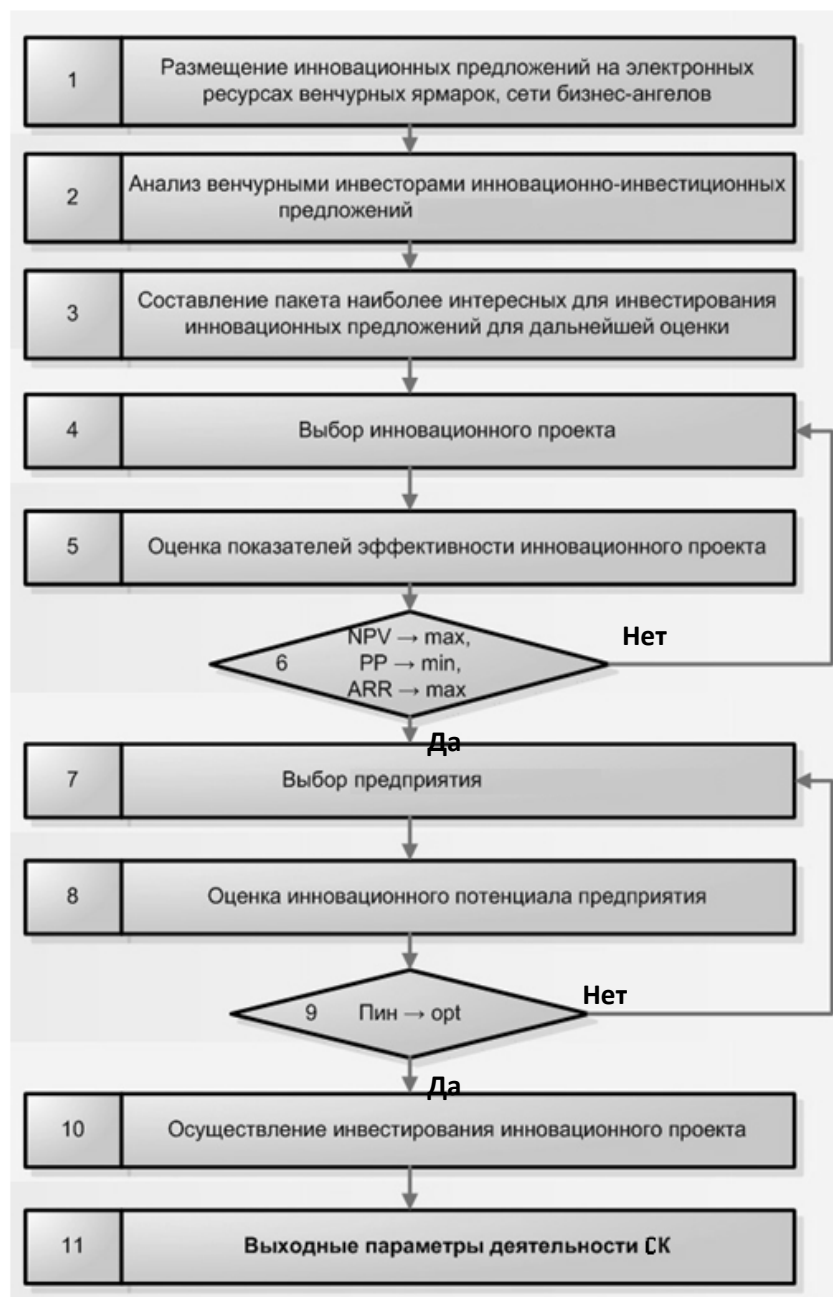 1
Размещение инновационных предложений на электронных
ресурсах венчурных ярмарок, сети бизнес-ангелов
2
Анализ венчурными инвесторами инновационно-инвестиционных
предложений
3
Составление пакета наиболее интересных для инвестирования
инновационных предложений для дальнейшей оценки
4
Выбор инновационного проекта
5
Оценка показателей эффективности инновационного проекта
NPV → max,
6 PP → min,
ARR → max
Нет
Да
7
Выбор предприятия
8
Оценка инновационного потенциала предприятия
9 Пин → opt
Нет
Да
10
Осуществление инвестирования инновационного проекта
11
Выходные параметры деятельности СК